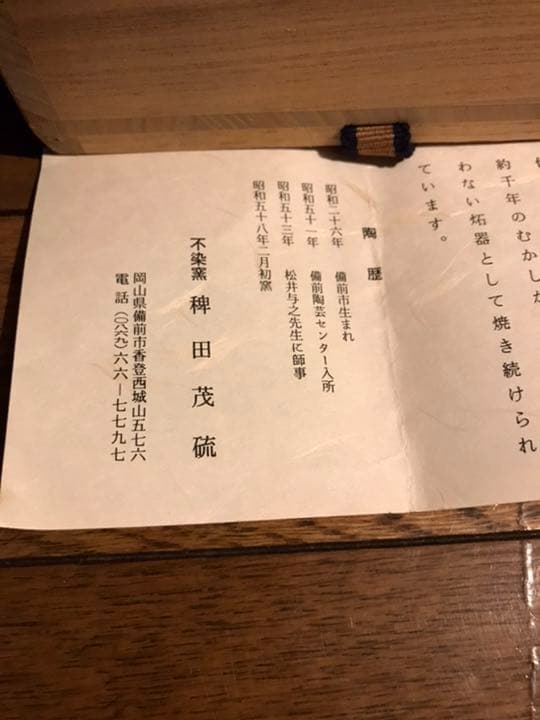 約千年のむかしか
わない炻器として焼き続けられ
ています。
陶歴
昭和二十六年 備前市生まれ
昭和五十一年 備前陶芸センター入所
昭和五十三年 松井与之先生に師事
昭和五十八年二月初窯
不染窯 稗田茂硫
岡山県備前市香登西城山五七六
電話(〇八六九)六六ー七七九七